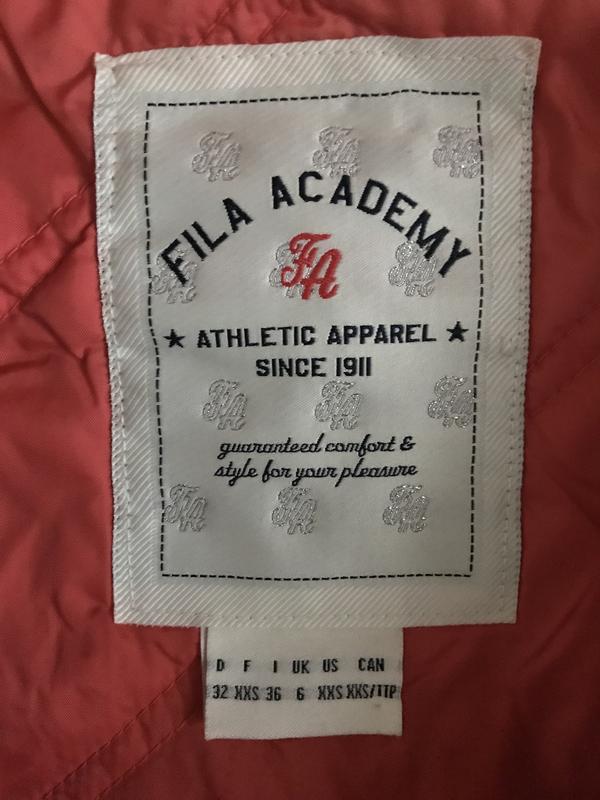 FILA ACADEMY
FA
★ ATHLETIC APPAREL ★
SINCE 1911
guaranteed comfort &
style for your pleasure
D F I UK US CAN
32 XXS 36 6 XXS XXS/TTP